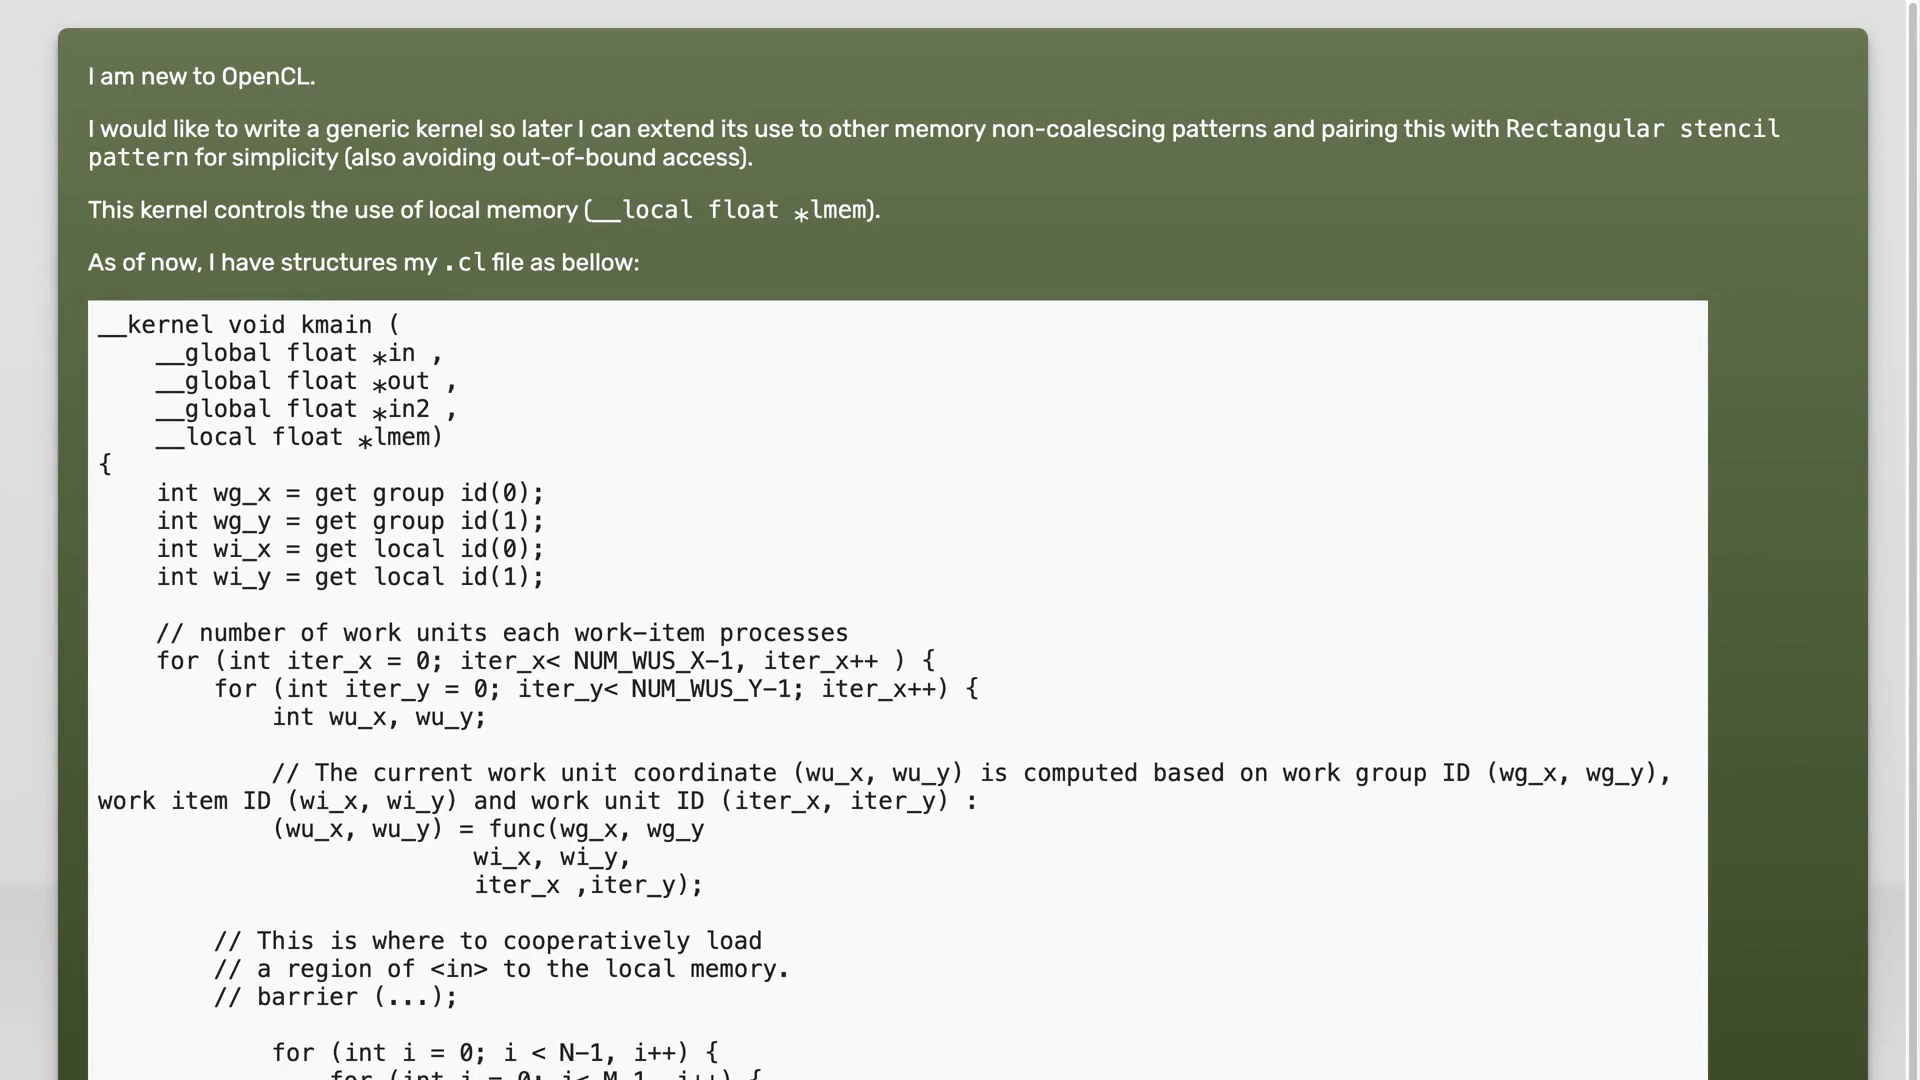 I am new to OpenCL.
I would like to write a generic kernel so later I can extend its use to other memory non-coalescing patterns and pairing this with Rectangular stencil
pattern for simplicity (also avoiding out-of-bound access).
This kernel controls the use of local memory (__local float *lmem).
As of now, I have structures my .cl file as bellow:
__kernel void kmain (
    __global float *in ,
    __global float *out ,
    __global float *in2 ,
    __local float *lmem)
{
    int wg_x = get group id(0);
    int wg_y = get group id(1);
    int wi_x = get local id(0);
    int wi_y = get local id(1);
    // number of work units each work-item processes
    for (int iter_x = 0; iter_x< NUM_WUS_X-1, iter_x++ ) {
        for (int iter_y = 0; iter_y< NUM_WUS_Y-1; iter_x++) {
            int wu_x, wu_y;
            // The current work unit coordinate (wu_x, wu_y) is computed based on work group ID (wg_x, wg_y),
work item ID (wi_x, wi_y) and work unit ID (iter_x, iter_y) :
            (wu_x, wu_y) = func(wg_x, wg_y
                          wi_x, wi_y,
                          iter_x ,iter_y);
        // This is where to cooperatively load
        // a region of <in> to the local memory.
        // barrier (...);
            for (int i = 0; i < N-1, i++) {